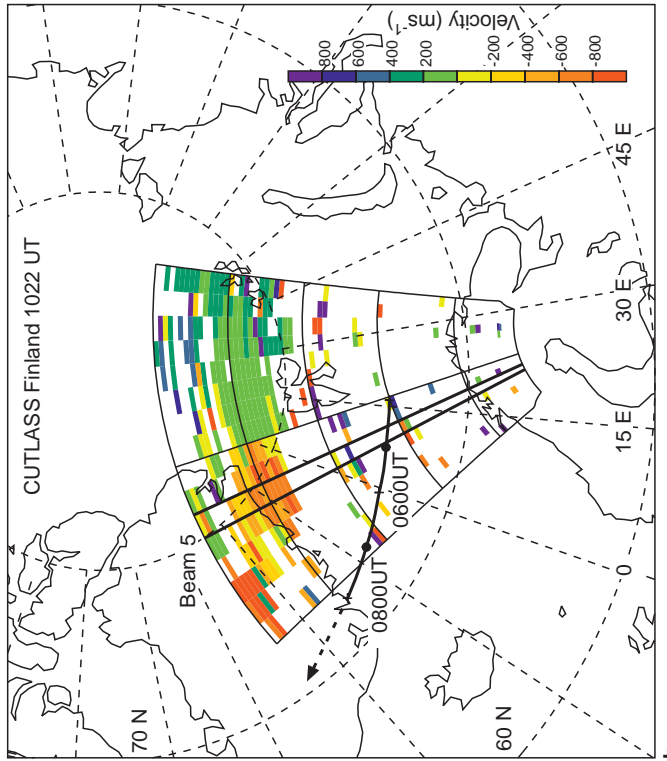 CUTLASS Finland 1022 UT
Beam 5
0800UT
0600UT
70 N
60 N
0
15 E
30 E
45 E
Velocity (ms-1)
800
600
400
200
-200
-400
-600
-800